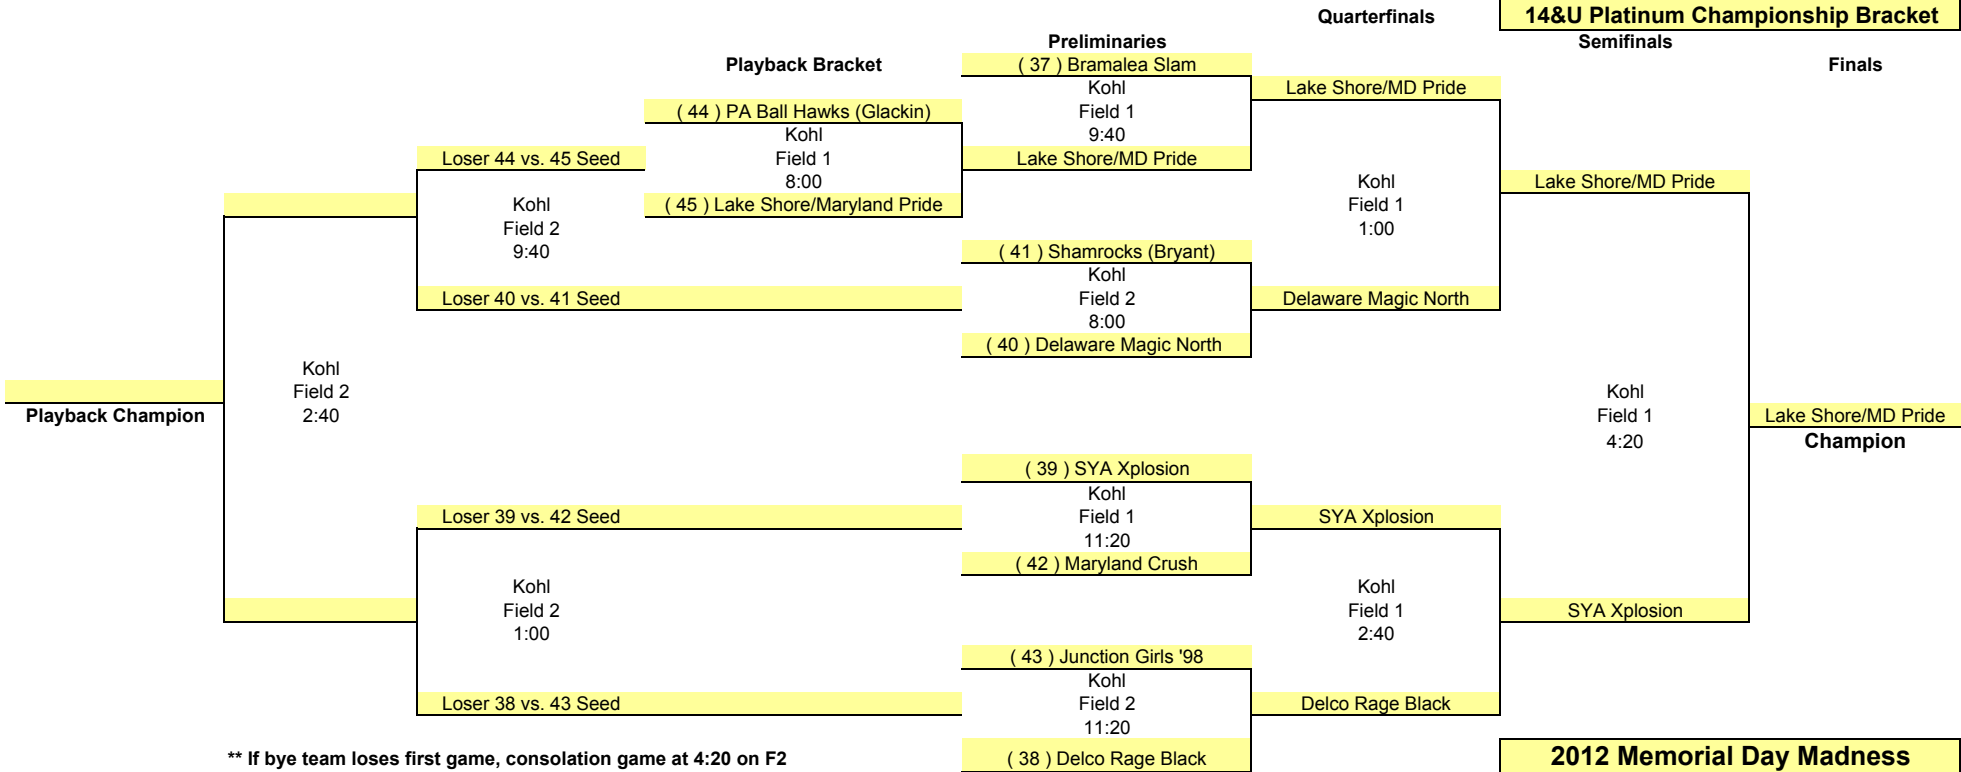 Quarterfinals
14&U Platinum Championship Bracket
Preliminaries
Semifinals
Playback Bracket
( 37 ) Bramalea Slam
Finals
Kohl
Field 1
9:40
Lake Shore/MD Pride
( 44 ) PA Ball Hawks (Glackin)
Kohl
Field 1
8:00
Loser 44 vs. 45 Seed
Lake Shore/MD Pride
Kohl
Field 1
1:00
Lake Shore/MD Pride
Kohl
Field 2
9:40
( 45 ) Lake Shore/Maryland Pride
( 41 ) Shamrocks (Bryant)
Kohl
Field 2
8:00
Loser 40 vs. 41 Seed
Delaware Magic North
( 40 ) Delaware Magic North
Kohl
Field 2
2:40
Playback Champion
Kohl
Field 1
4:20
Lake Shore/MD Pride
Champion
( 39 ) SYA Xplosion
Kohl
Field 1
11:20
Loser 39 vs. 42 Seed
SYA Xplosion
( 42 ) Maryland Crush
Kohl
Field 2
1:00
Kohl
Field 1
2:40
SYA Xplosion
( 43 ) Junction Girls '98
Kohl
Field 2
11:20
Loser 38 vs. 43 Seed
Delco Rage Black
** If bye team loses first game, consolation game at 4:20 on F2
( 38 ) Delco Rage Black
2012 Memorial Day Madness